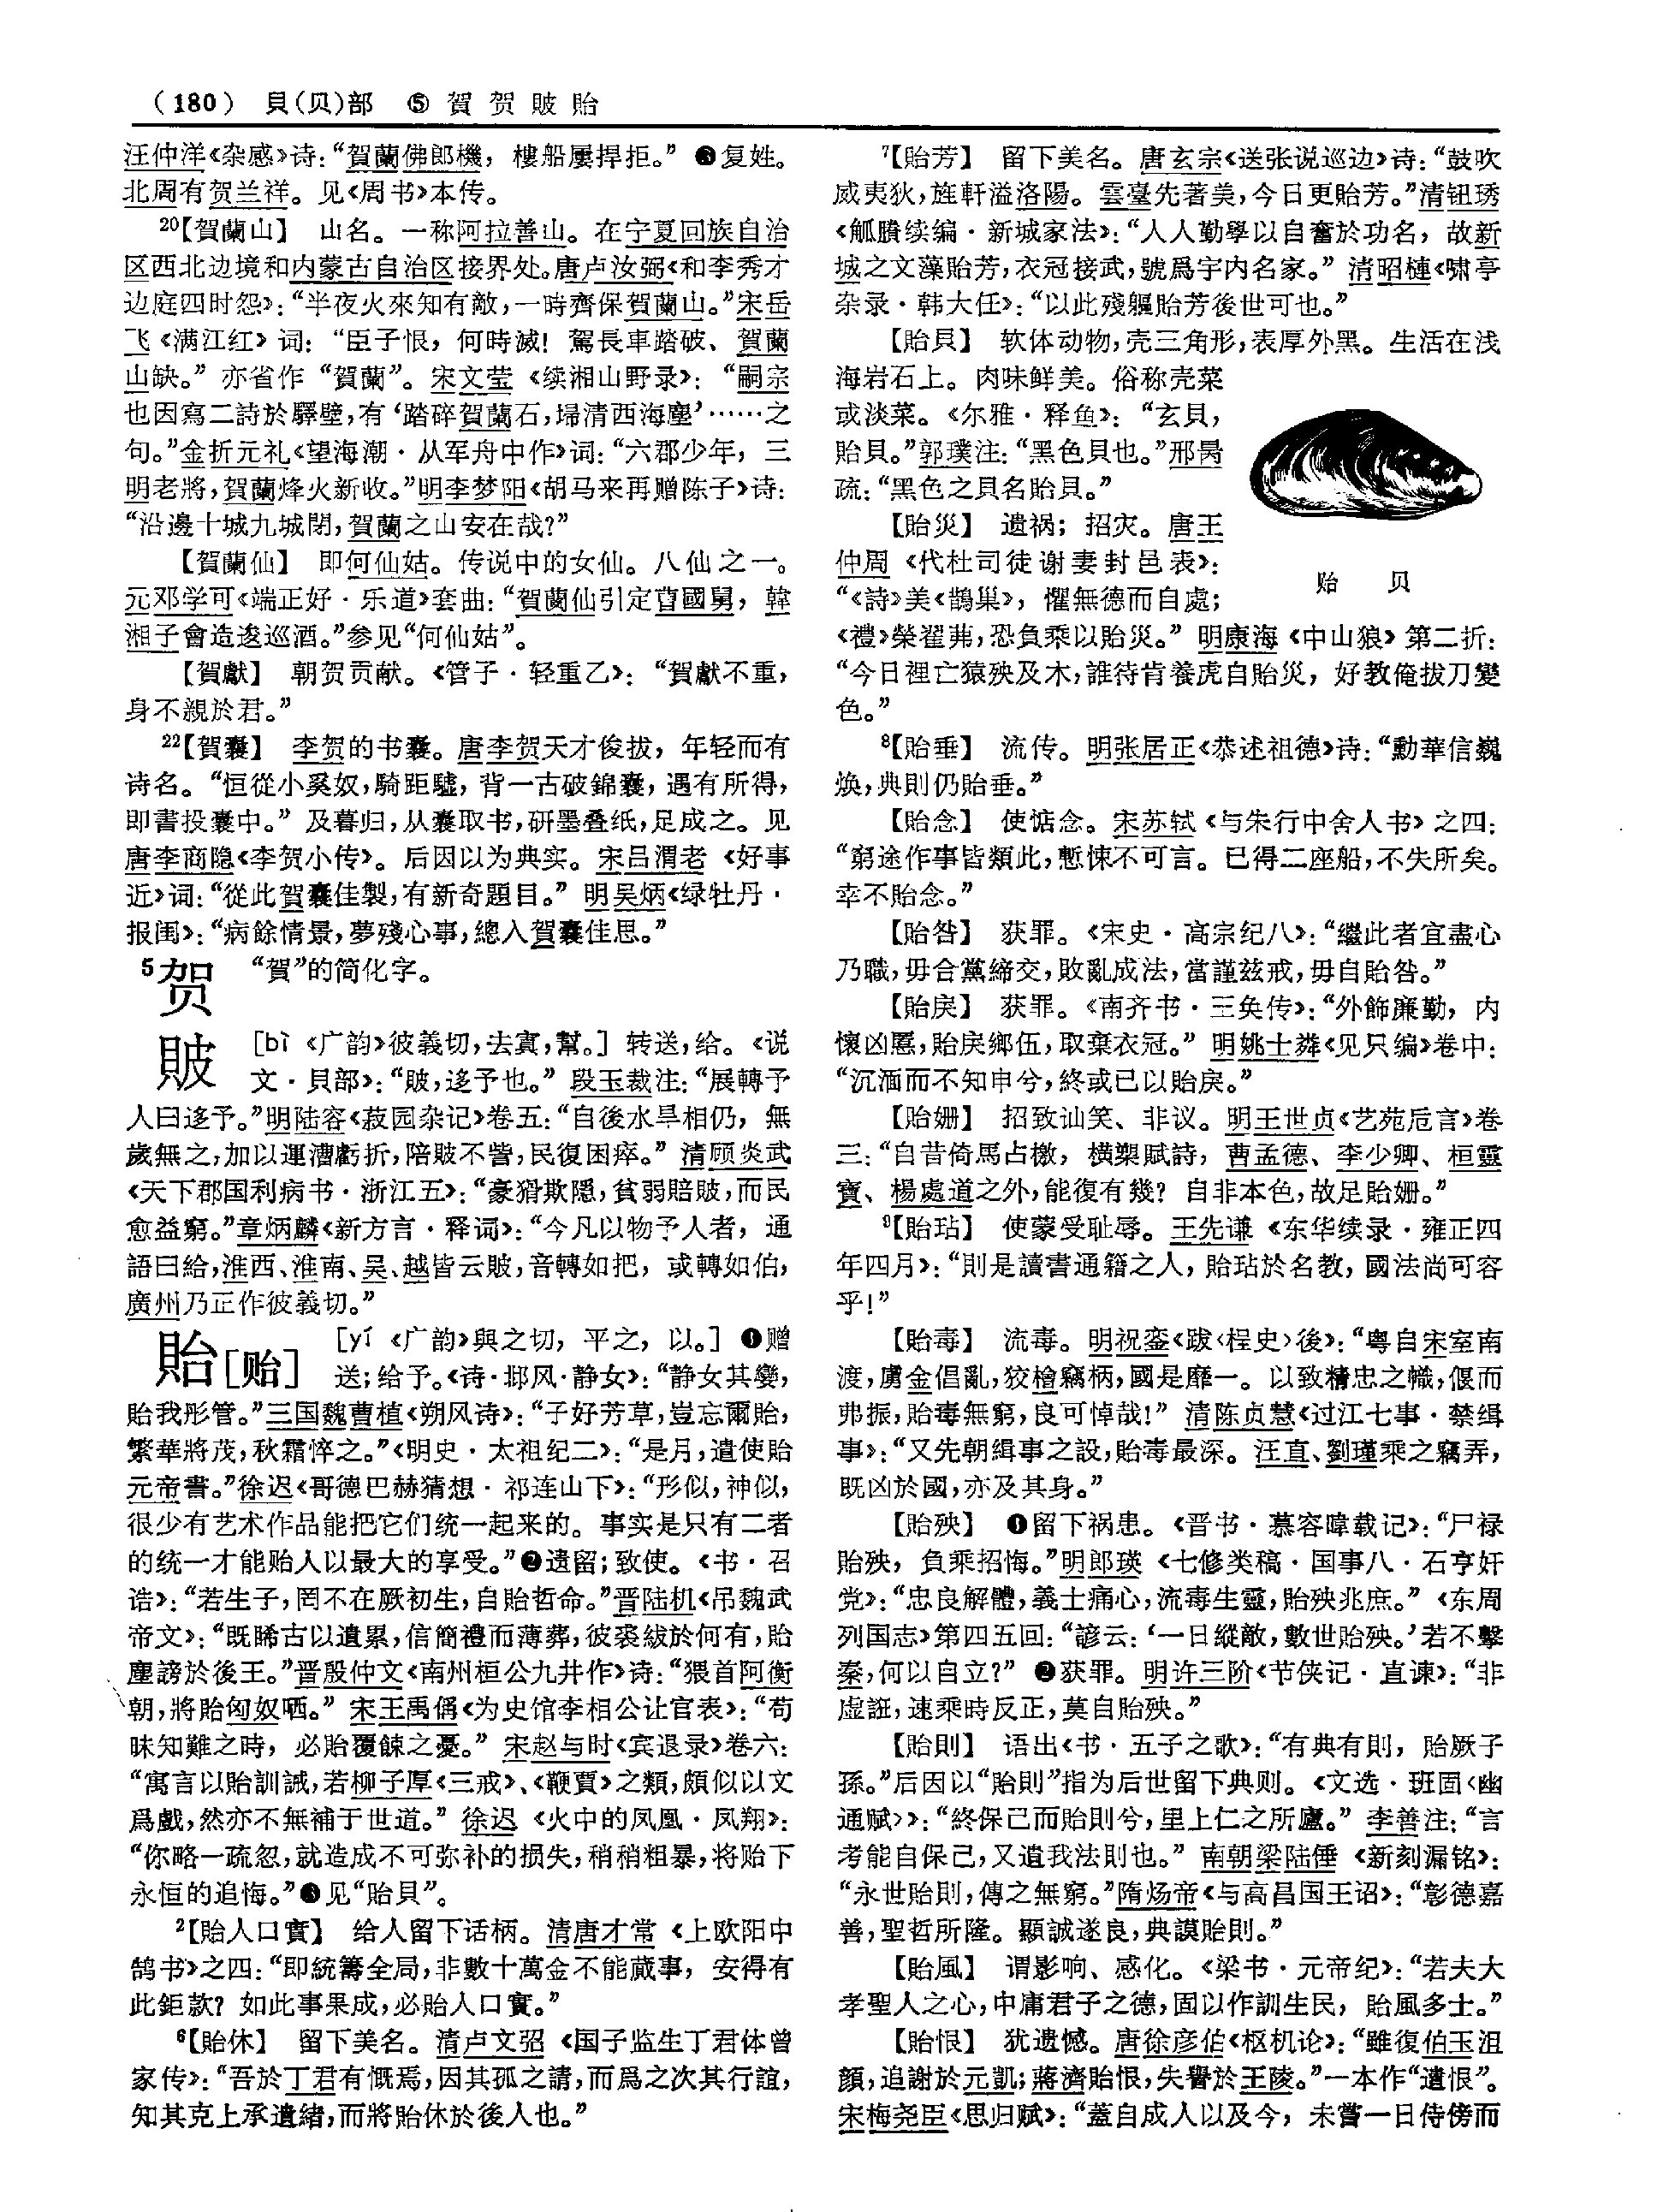 （180） 貝（贝）部 ⑤ 賀 贺 貱 貽
汪仲洋《杂感》诗：“賀蘭佛郎機，樓船屢捍拒。” ❸复姓。
北周有贺兰祥。见《周书》本传。
20【賀蘭山】 山名。一称阿拉善山。在宁夏回族自治
区西北边境和内蒙古自治区接界处。唐卢汝弼《和李秀才
边庭四时怨》：“半夜火來知有敵，一時齊保賀蘭山。”宋岳
飞《满江红》词：“臣子恨，何時滅！駕長車踏破、賀蘭
山缺。”亦省作“賀蘭”。宋文莹《续湘山野录》：“嗣宗
也因寫二詩於驛壁，有‘踏碎賀蘭石，埽清西海塵’……之
句。”金折元礼《望海潮·从军舟中作》词：“六郡少年，三
明老將，賀蘭烽火新收。”明李梦阳《胡马来再赠陈子》诗：
“沿邊十城九城閉，賀蘭之山安在哉？”
【賀蘭仙】 即何仙姑。传说中的女仙。八仙之一。
元邓学可《端正好·乐道》套曲：“賀蘭仙引定曹國舅，韓
湘子會造逡巡酒。”参见“何仙姑”。
【賀獻】 朝贺贡献。《管子·轻重乙》：“賀獻不重，
身不親於君。”
22【賀囊】 李贺的书囊。唐李贺天才俊拔，年轻而有
诗名。“恒從小奚奴，騎距驢，背一古破錦囊，遇有所得，
即書投囊中。”及暮归，从囊取书，研墨叠纸，足成之。见
唐李商隐《李贺小传》。后因以为典实。宋吕渭老《好事
近》词：“從此賀囊佳製，有新奇題目。”明吴炳《绿牡丹·
报闺》：“病餘情景，夢殘心事，總入賀囊佳思。”
5贺 “賀”的简化字。
貱 ［bì 《广韵》彼義切，去寘，幫。］转送，给。《说
文·貝部》：“貱，迻予也。”段玉裁注：“展轉予
人曰迻予。”明陆容《菽园杂记》卷五：“自後水旱相仍，無
歲無之，加以運漕虧折，陪貱不訾，民復困瘁。”清顾炎武
《天下郡国利病书·浙江五》：“豪猾欺隱，貧弱賠貱，而民
愈益窮。”章炳麟《新方言·释词》：“今凡以物予人者，通
語曰給，淮西、淮南、吴、越皆云貱，音轉如把，或轉如伯，
廣州乃正作彼義切。”
貽［贻］ ［yí 《广韵》與之切，平之，以。］❶赠
送；给予。《诗·邶风·静女》：“静女其孌，
貽我彤管。”三国魏曹植《朔风诗》：“子好芳草，豈忘爾貽，
繁華將茂，秋霜悴之。”《明史·太祖纪二》：“是月，遣使貽
元帝書。”徐迟《哥德巴赫猜想·祁连山下》：“形似，神似，
很少有艺术作品能把它们统一起来的。事实是只有二者
的统一才能贻人以最大的享受。”❷遗留；致使。《书·召
诰》：“若生子，罔不在厥初生，自貽哲命。”晋陆机《吊魏武
帝文》：“既睎古以遺累，信簡禮而薄葬，彼裘紱於何有，貽
塵謗於後王。”晋殷仲文《南州桓公九井作》诗：“猥首阿衡
朝，將貽匈奴哂。”宋王禹偁《为史馆李相公让官表》：“苟
昧知難之時，必貽覆餗之憂。”宋赵与时《宾退录》卷六：
“寓言以貽訓誡，若柳子厚《三戒》、《鞭賈》之類，頗似以文
爲戲，然亦不無補于世道。”徐迟《火中的凤凰·凤翔》：
“你略一疏忽，就造成不可弥补的损失，稍稍粗暴，将贻下
永恒的追悔。”❸见“貽貝”。
2【貽人口實】 给人留下话柄。清唐才常《上欧阳中
鹄书》之四：“即統籌全局，非數十萬金不能蕆事，安得有
此鉅款？如此事果成，必貽人口實。”
6【貽休】 留下美名。清卢文弨《国子监生丁君体曾
家传》：“吾於丁君有慨焉，因其孤之請，而爲之次其行誼，
知其克上承遺緒，而將貽休於後人也。”
7【貽芳】 留下美名。唐玄宗《送张说巡边》诗：“鼓吹
威夷狄，旌軒溢洛陽。雲臺先著美，今日更貽芳。”清钮琇
《觚賸续编·新城家法》：“人人勤學以自奮於功名，故新
城之文藻貽芳，衣冠接武，號爲宇内名家。”清昭槤《啸亭
杂录·韩大任》：“以此殘軀貽芳後世可也。”
【貽貝】 软体动物，壳三角形，表厚外黑。生活在浅
海岩石上。肉味鲜美。俗称壳菜
或淡菜。《尔雅·释鱼》：“玄貝，
貽貝。”郭璞注：“黑色貝也。”邢昺
疏：“黑色之貝名貽貝。”
贻 贝
【貽災】 遗祸；招灾。唐王
仲周《代杜司徒谢妻封邑表》：
“《詩》美《鵲巢》，懼無德而自處；
《禮》榮翟茀，恐負乘以貽災。”明康海《中山狼》第二折：
“今日裡亡猿殃及木，誰待肯養虎自貽災，好教俺拔刀變
色。”
8【貽垂】 流传。明张居正《恭述祖德》诗：“勳華信巍
焕，典則仍貽垂。”
【貽念】 使惦念。宋苏轼《与朱行中舍人书》之四：
“窮途作事皆類此，慙悚不可言。已得二座船，不失所矣。
幸不貽念。”
【貽咎】 获罪。《宋史·高宗纪八》：“繼此者宜盡心
乃職，毋合黨締交，敗亂成法，當謹兹戒，毋自貽咎。”
【貽戾】 获罪。《南齐书·王奂传》：“外飾廉勤，内
懷凶慝，貽戾鄉伍，取棄衣冠。”明姚士粦《见只编》卷中：
“沉湎而不知申兮，終或已以貽戾。”
【貽姍】 招致讪笑、非议。明王世贞《艺苑卮言》卷
三：“自昔倚馬占檄，横槊賦詩，曹孟德、李少卿、桓靈
寶、楊處道之外，能復有幾？自非本色，故足貽姍。”
9【貽玷】 使蒙受耻辱。王先谦《东华续录·雍正四
年四月》：“則是讀書通籍之人，貽玷於名教，國法尚可容
乎！”
【貽毒】 流毒。明祝銮《跋〈桯史〉後》：“粤自宋室南
渡，虜金倡亂，狡檜竊柄，國是靡一。以致精忠之幟，偃而
弗振，貽毒無窮，良可悼哉！”清陈贞慧《过江七事·禁缉
事》：“又先朝緝事之設，貽毒最深。汪直、劉瑾乘之竊弄，
既凶於國，亦及其身。”
【貽殃】 ❶留下祸患。《晋书·慕容暐载记》：“尸禄
貽殃，負乘招悔。”明郎瑛《七修类稿·国事八·石亨奸
党》：“忠良解體，義士痛心，流毒生靈，貽殃兆庶。”《东周
列国志》第四五回：“諺云：‘一日縱敵，數世貽殃。’若不擊
秦，何以自立？”❷获罪。明许三阶《节侠记·直谏》：“非
虚誑，速乘時反正，莫自貽殃。”
【貽則】 语出《书·五子之歌》：“有典有則，貽厥子
孫。”后因以“貽則”指为后世留下典则。《文选·班固〈幽
通赋〉》：“終保己而貽則兮，里上仁之所廬。”李善注：“言
考能自保己，又遺我法則也。”南朝梁陆倕《新刻漏铭》：
“永世貽則，傳之無窮。”隋炀帝《与高昌国王诏》：“彰德嘉
善，聖哲所隆。顯誠遂良，典謨貽則。”
【貽風】 谓影响、感化。《梁书·元帝纪》：“若夫大
孝聖人之心，中庸君子之德，固以作訓生民，貽風多士。”
【貽恨】 犹遗憾。唐徐彦伯《枢机论》：“雖復伯玉沮
顔，追謝於元凱；蔣濟貽恨，失譽於王陵。”一本作“遺恨”。
宋梅尧臣《思归赋》：“蓋自成人以及今，未嘗一日侍傍而